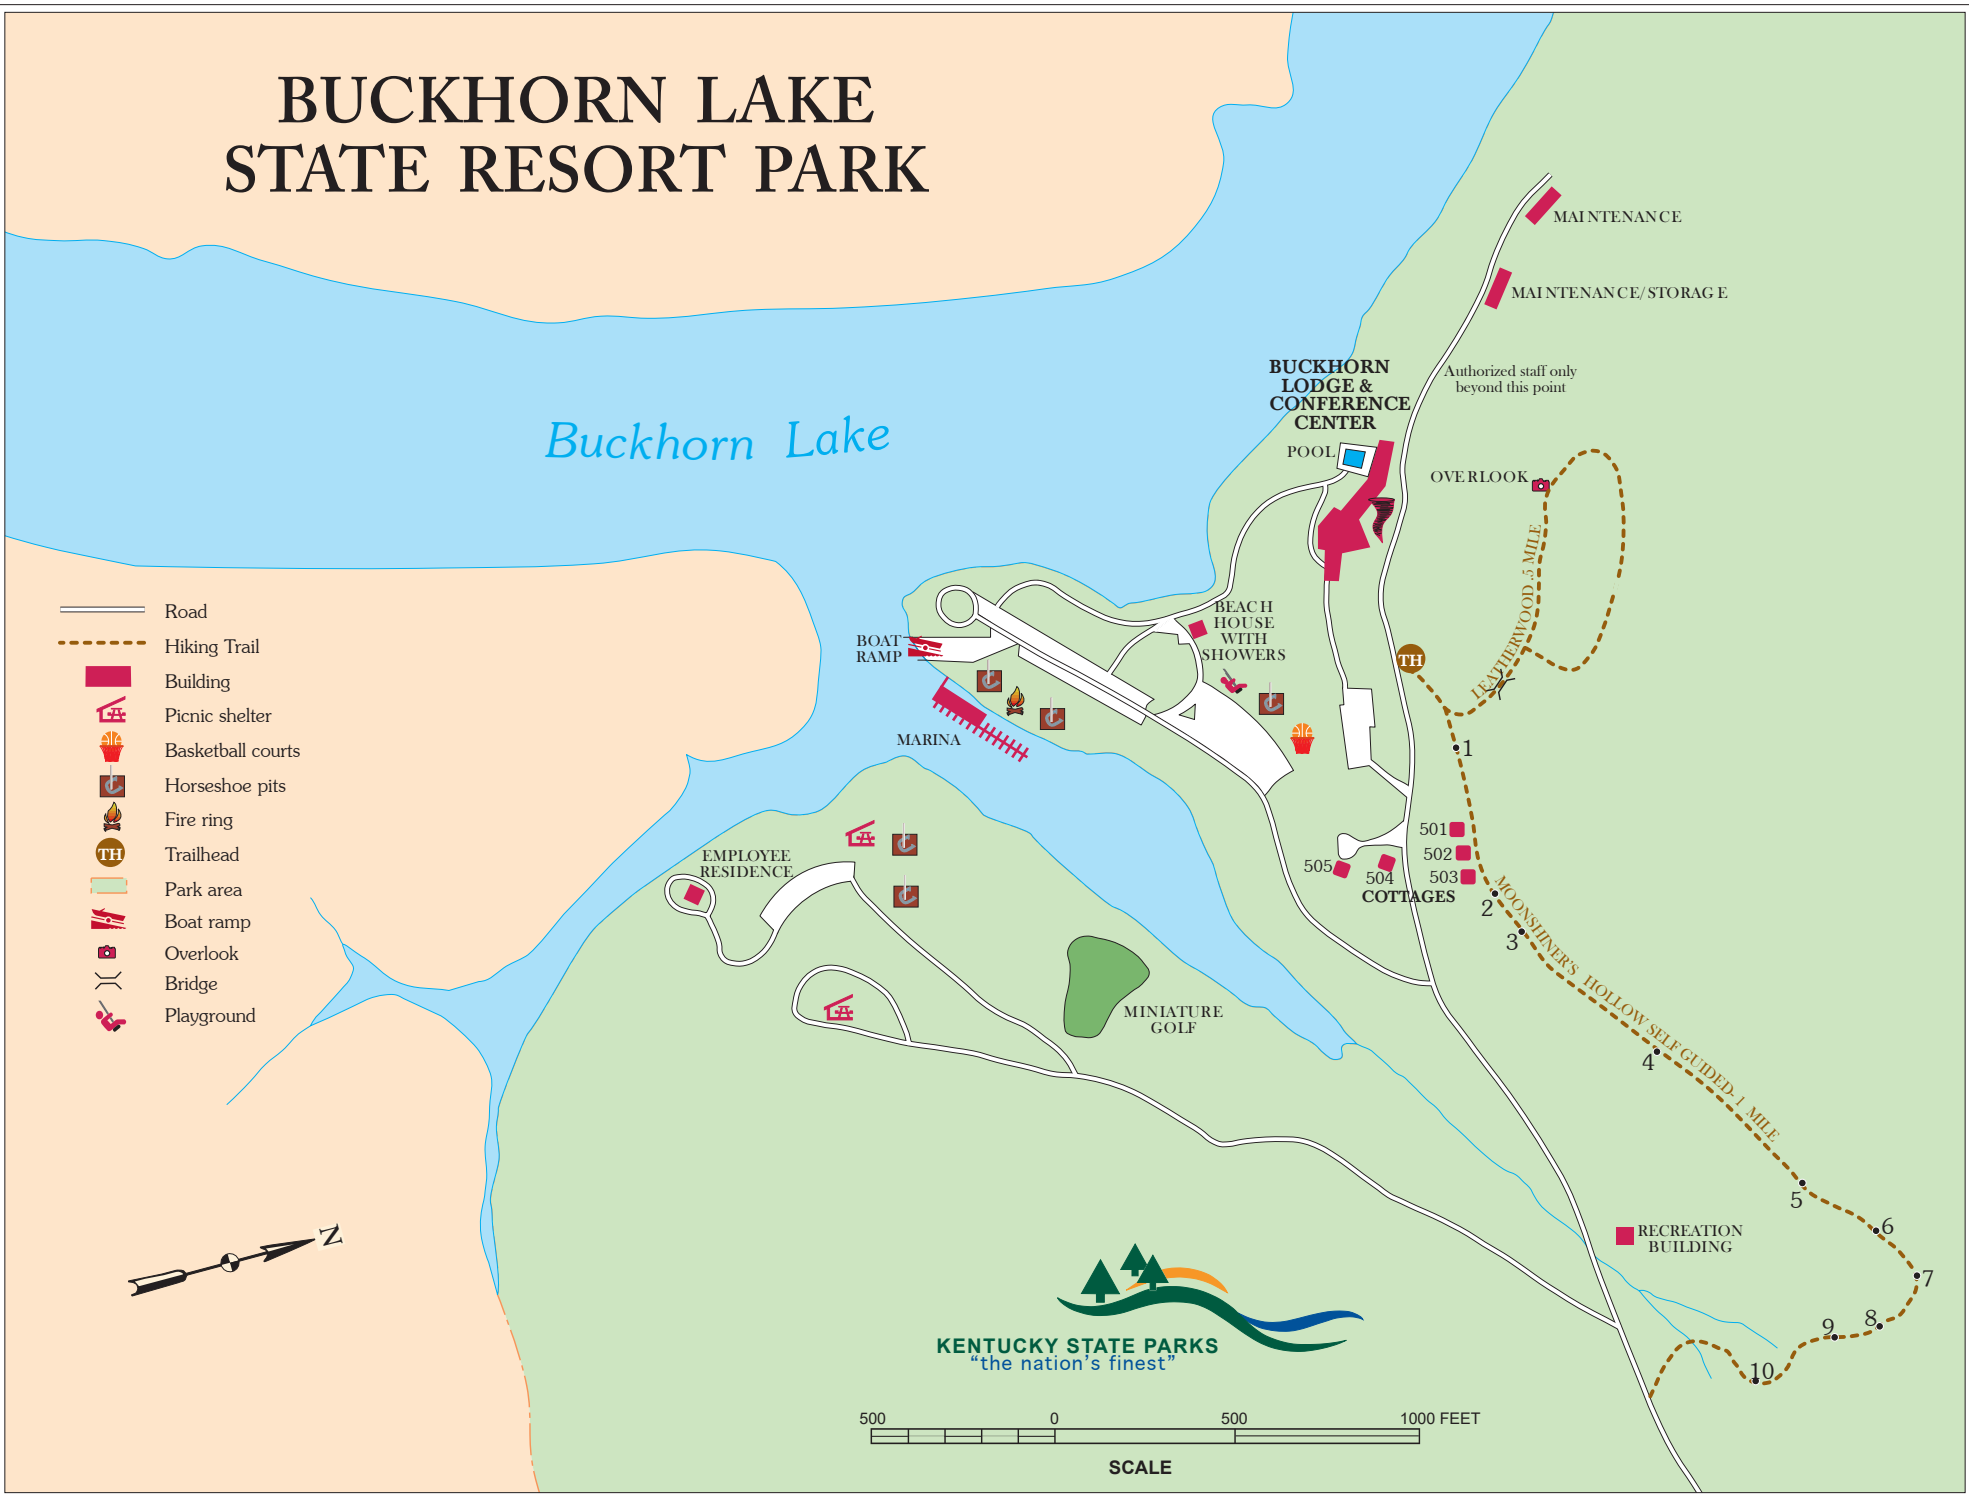 BUCKHORN LAKE
STATE RESORT PARK
MAINTENANCE
MAINTENANCE/STORAGE
Authorized staff only
beyond this point
BUCKHORN
LODGE &
CONFERENCE
CENTER
POOL
OVERLOOK
Buckhorn Lake
LEATHERWOOD .5 MILE
BEACH
HOUSE
WITH
SHOWERS
BOAT
RAMP
TH
MARINA
1
501
502
503
504
505
COTTAGES
2
3
MOONSHINER'S HOLLOW SELF GUIDED- 1 MILE
4
5
6
7
8
9
10
EMPLOYEE
RESIDENCE
MINIATURE
GOLF
RECREATION
BUILDING
Road
Hiking Trail
Building
Picnic shelter
Basketball courts
Horseshoe pits
Fire ring
TH
Trailhead
Park area
Boat ramp
Overlook
Bridge
Playground
N
KENTUCKY STATE PARKS
“the nation’s finest”
500 0 500 1000 FEET
SCALE